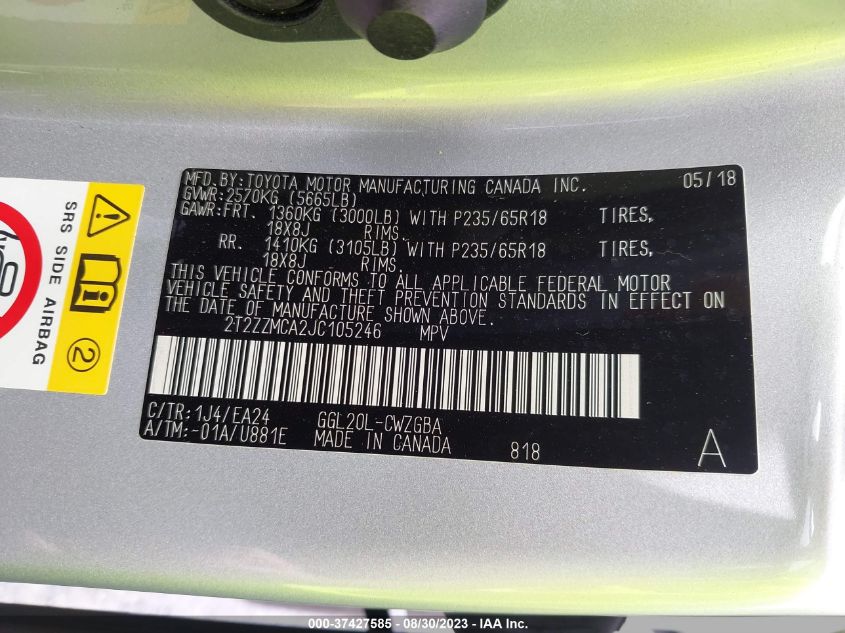 MFD. BY: TOYOTA MOTOR MANUFACTURING CANADA INC. 05/18
GVWR: 2570KG (5665LB)
GAWR: FRT. 1360KG (3000LB) WITH P235/65R18 TIRES,
18X8J RIMS.
RR. 1410KG (3105LB) WITH P235/65R18 TIRES,
18X8J RIMS.
THIS VEHICLE CONFORMS TO ALL APPLICABLE FEDERAL MOTOR
VEHICLE SAFETY AND THEFT PREVENTION STANDARDS IN EFFECT ON
THE DATE OF MANUFACTURE SHOWN ABOVE.
2T2ZZMCA2JC105246 MPV
C/TR: 1J4/EA24 GGL20L-CWZGBA
A/TM: -01A/U881E MADE IN CANADA 818 A
SRS SIDE AIRBAG
2
000-37427585 - 08/30/2023 - IAA Inc.